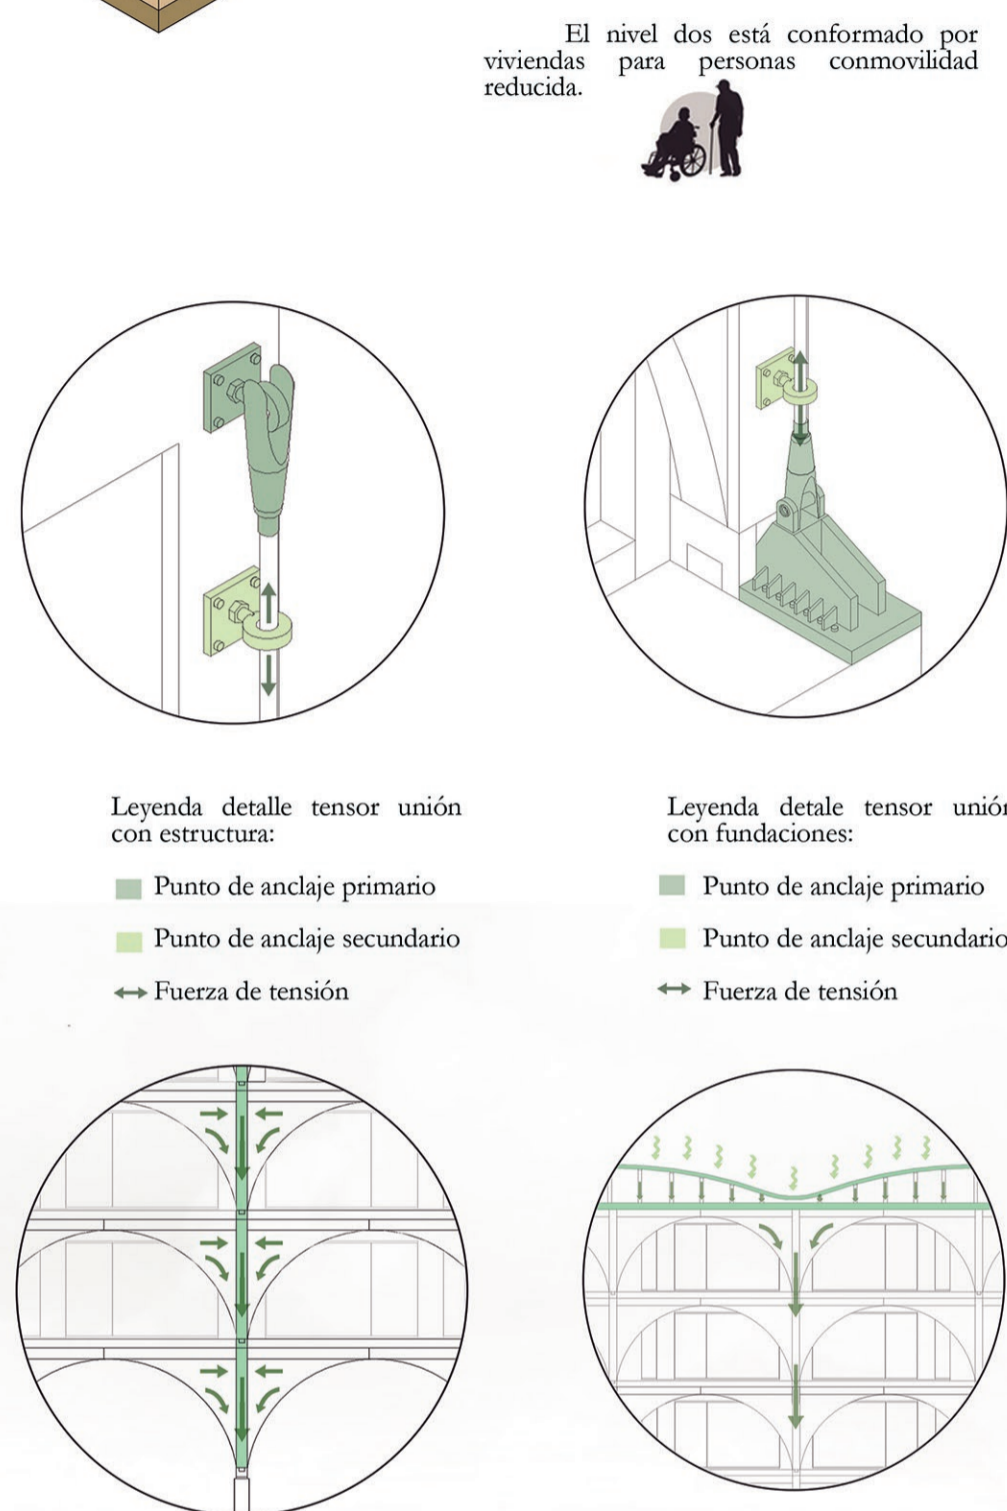 El nivel dos está conformado por
viviendas para personas conmovilidad
reducida.
Leyenda detalle tensor unión
con estructura:
Punto de anclaje primario
Punto de anclaje secundario
Fuerza de tensión
Leyenda detale tensor unión
con fundaciones:
Punto de anclaje primario
Punto de anclaje secundario
Fuerza de tensión